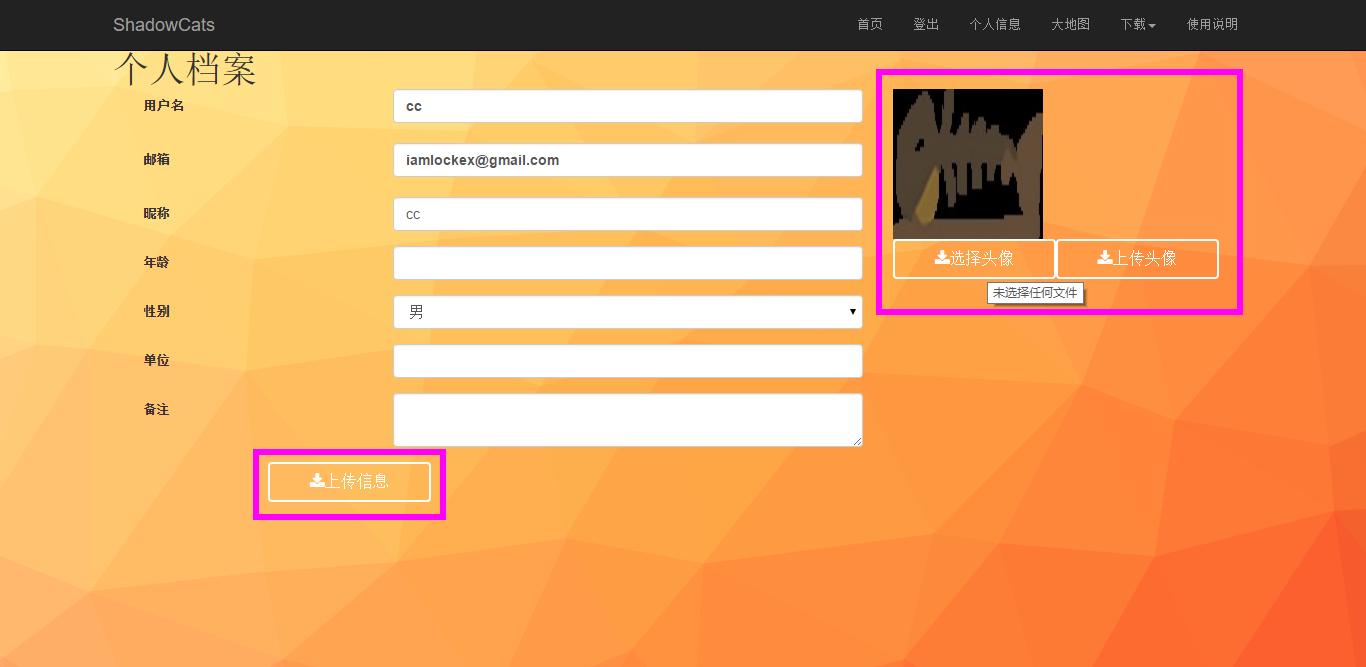 ShadowCats 首页 登出 个人信息 大地图 下载 使用说明
个人档案
用户名 cc
邮箱 iamlockex@gmail.com
昵称 cc
年龄
性别 男
单位
备注
上传信息
选择头像 上传头像
未选择任何文件